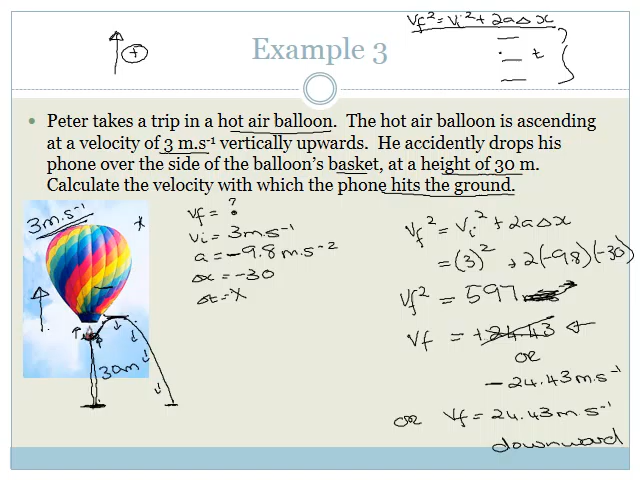 Vf² = Vi² + 2aΔx
t
+
Example 3
Peter takes a trip in a hot air balloon. The hot air balloon is ascending
at a velocity of 3 m.s⁻¹ vertically upwards. He accidently drops his
phone over the side of the balloon's basket, at a height of 30 m.
Calculate the velocity with which the phone hits the ground.
3m.s⁻¹
30m
Vf = ?
Vi = 3m.s⁻¹
a = -9.8m.s⁻²
Δx = -30
Δt = x
Vf² = Vi² + 2aΔx
= (3)² + 2(-9.8)(-30)
Vf² = 597
Vf = +24.43
or
-24.43m.s⁻¹
or Vf = 24.43m.s⁻¹
downward